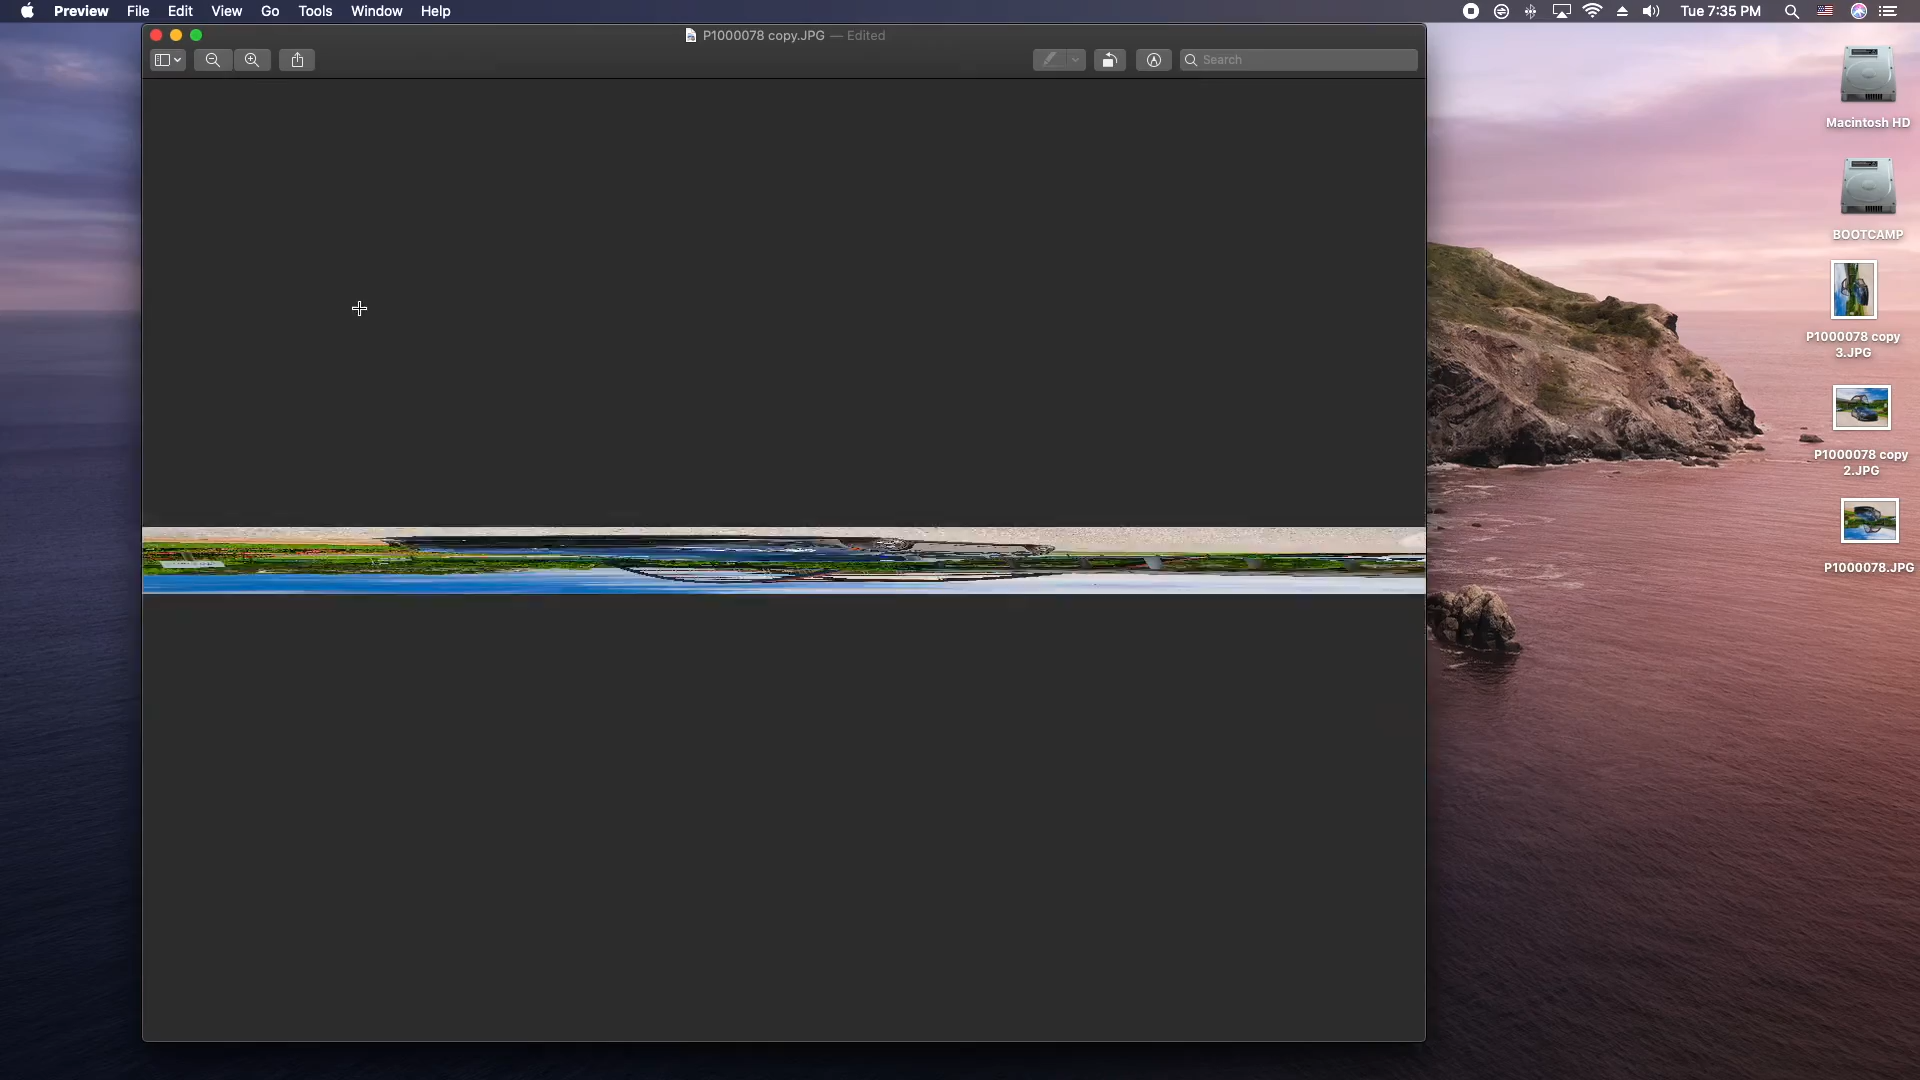 Preview File Edit View Go Tools Window Help
Tue 7:35 PM
P1000078 copy.JPG — Edited
Search
Macintosh HD
BOOTCAMP
P1000078 copy
3.JPG
P1000078 copy
2.JPG
P1000078.JPG